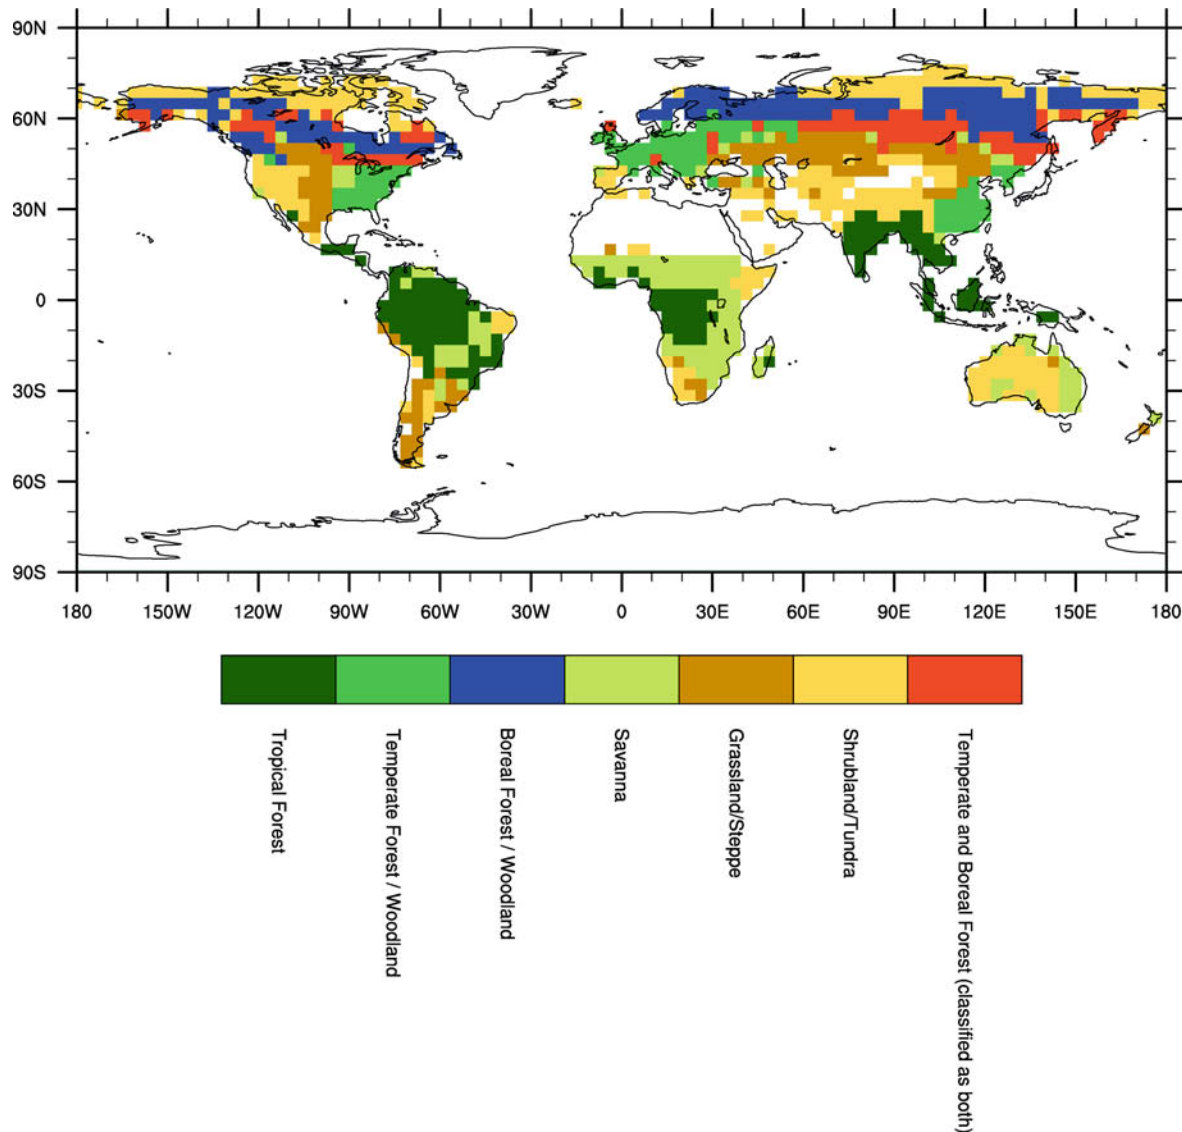 90N
60N
30N
0
30S
60S
90S
180 150W 120W 90W 60W 30W 0 30E 60E 90E 120E 150E 180
Tropical Forest
Temperate Forest / Woodland
Boreal Forest / Woodland
Savanna
Grassland/Steppe
Shrubland/Tundra
Temperate and Boreal Forest (classified as both)